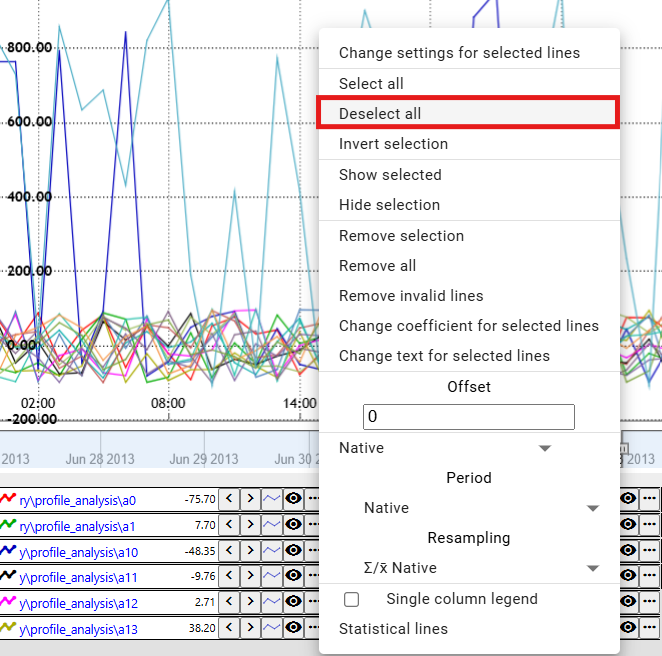 800.00
600.00
400.00
200.00
0.00
-200.00
02:00 08:00 14:00
2013 Jun 28 2013 Jun 29 2013 Jun 30 2013
Change settings for selected lines
Select all
Deselect all
Invert selection
Show selected
Hide selection
Remove selection
Remove all
Remove invalid lines
Change coefficient for selected lines
Change text for selected lines
Offset
0
Native
Period
Native
Resampling
Σ/x̄ Native
Single column legend
Statistical lines
ry\profile_analysis\a0 -75.70 < > ...
y\profile_analysis\a1 7.70 < > ...
y\profile_analysis\a10 -48.35 < > ...
y\profile_analysis\a11 -9.76 < > ...
y\profile_analysis\a12 2.71 < > ...
y\profile_analysis\a13 38.20 < > ...